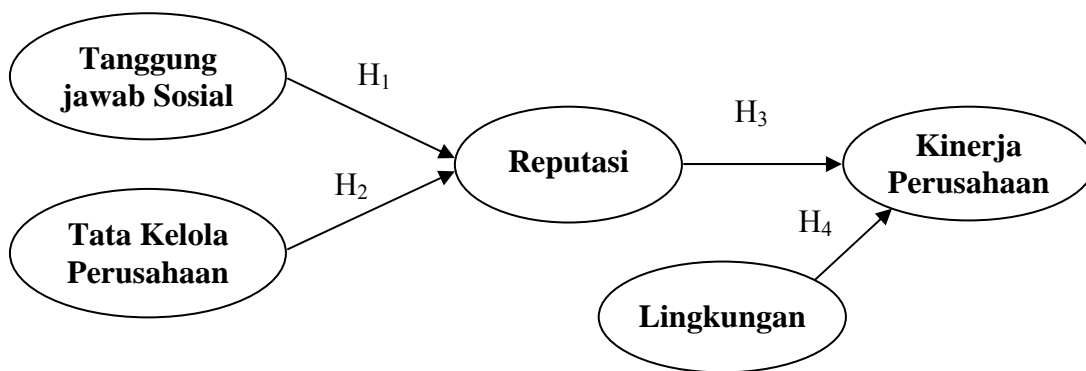 Tanggung
jawab Sosial
H₁
H₃
Reputasi
Kinerja
Perusahaan
H₂
Tata Kelola
Perusahaan
H₄
Lingkungan